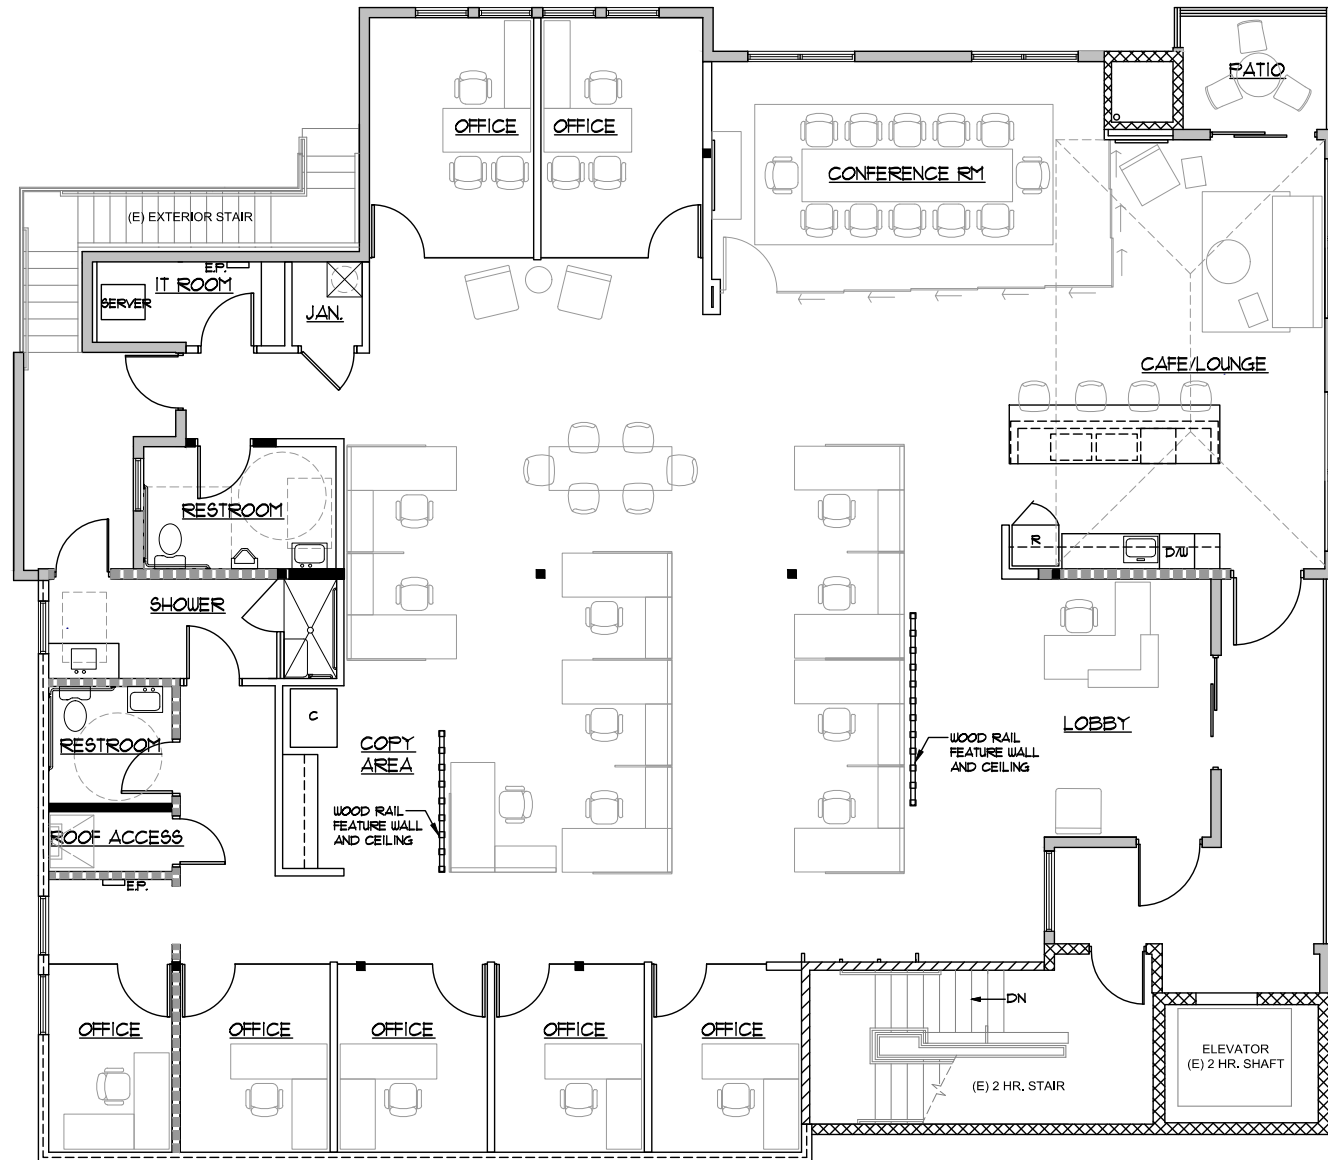 PATIO
OFFICE
OFFICE
CONFERENCE RM
(E) EXTERIOR STAIR
E.P.
IT ROOM
SERVER
JAN.
CAFE/LOUNGE
RESTROOM
R
D/W
SHOWER
C
COPY
AREA
LOBBY
WOOD RAIL
FEATURE WALL
AND CEILING
RESTROOM
WOOD RAIL
FEATURE WALL
AND CEILING
ROOF ACCESS
E.P.
DN
OFFICE
OFFICE
OFFICE
OFFICE
OFFICE
ELEVATOR
(E) 2 HR. SHAFT
(E) 2 HR. STAIR